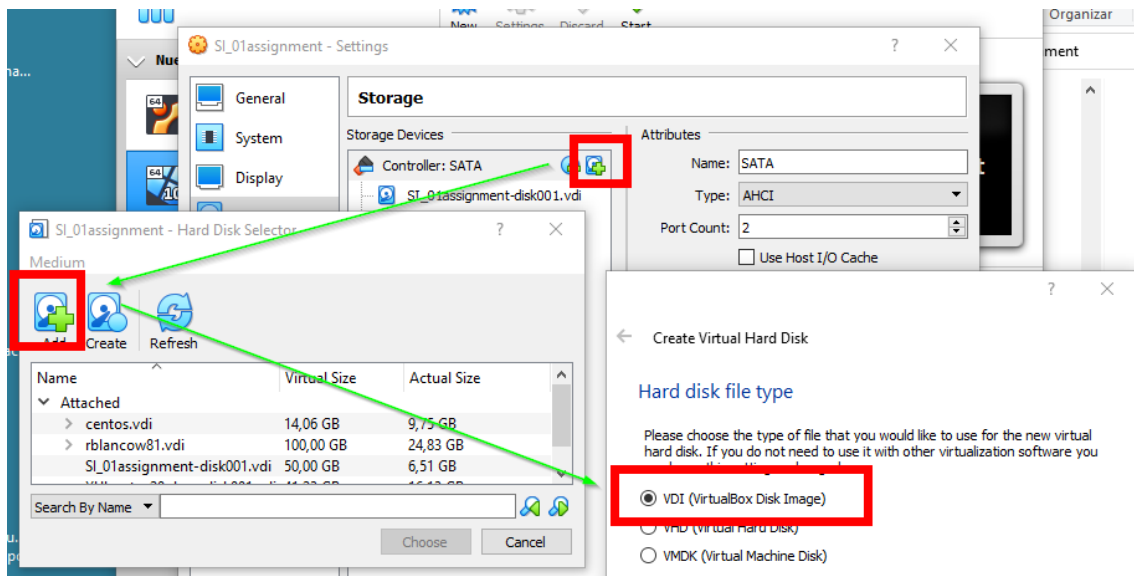 New Settings Discard Start
Organizar
SI_01assignment - Settings
?
ment
Nue
na...
64
General
Storage
System
Storage Devices
Attributes
Controller: SATA
Name: SATA
64
Display
SI_01assignment-disk001.vdi
Type: AHCI
Port Count: 2
Use Host I/O Cache
SI_01assignment - Hard Disk Selector
?
Medium
Add Create Refresh
Name Virtual Size Actual Size
Attached
centos.vdi 14,06 GB 9,75 GB
rblancow81.vdi 100,00 GB 24,83 GB
SI_01assignment-disk001.vdi 50,00 GB 6,51 GB
Search By Name
Choose Cancel
?
Create Virtual Hard Disk
Hard disk file type
Please choose the type of file that you would like to use for the new virtual
hard disk. If you do not need to use it with other virtualization software you
VDI (VirtualBox Disk Image)
VHD (Virtual Hard Disk)
VMDK (Virtual Machine Disk)